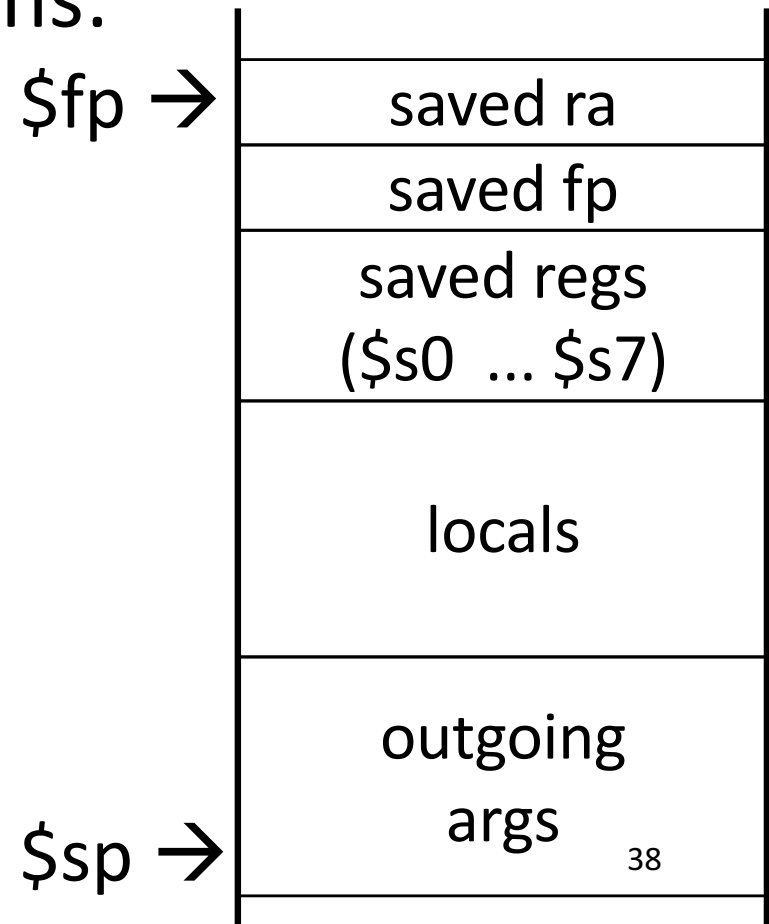 ns:
$fp →
saved ra
saved fp
saved regs
($s0 ... $s7)
locals
outgoing
args
$sp →
38